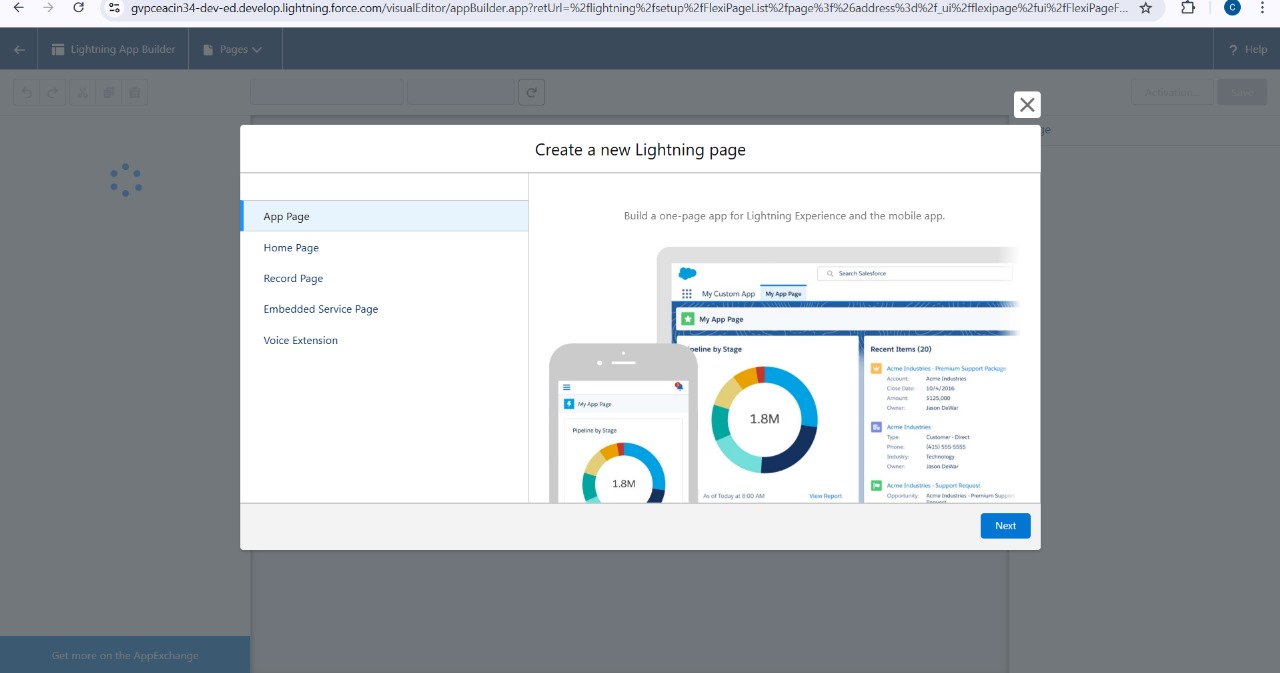 gvpceacin34-dev-ed.develop.lightning.force.com/visualEditor/appBuilder.app?retUrl=%2flightning%2fsetup%2fFlexiPageList%2fpage%3f%26address%3d%2f_ui%2fflexipage%2fui%2fFlexiPageF...
C
Lightning App Builder
Pages
? Help
Activation...
Save
Create a new Lightning page
App Page
Home Page
Record Page
Embedded Service Page
Voice Extension
Build a one-page app for Lightning Experience and the mobile app.
Search Salesforce
My Custom App
My App Page
My App Page
Pipeline by Stage
1.8M
As of Today at 8:00 AM
View Report
Recent Items (20)
Acme Industries - Premium Support Package
Account: Acme Industries
Close Date: 10/4/2016
Amount: $125,000
Owner: Jason DeWar
Acme Industries
Type: Customer - Direct
Phone: (415) 555-5555
Industry: Technology
Owner: Jason DeWar
Acme Industries - Support Request
Opportunity: Acme Industries - Premium Support
My App Page
Pipeline by Stage
1.8M
Next
Get more on the AppExchange